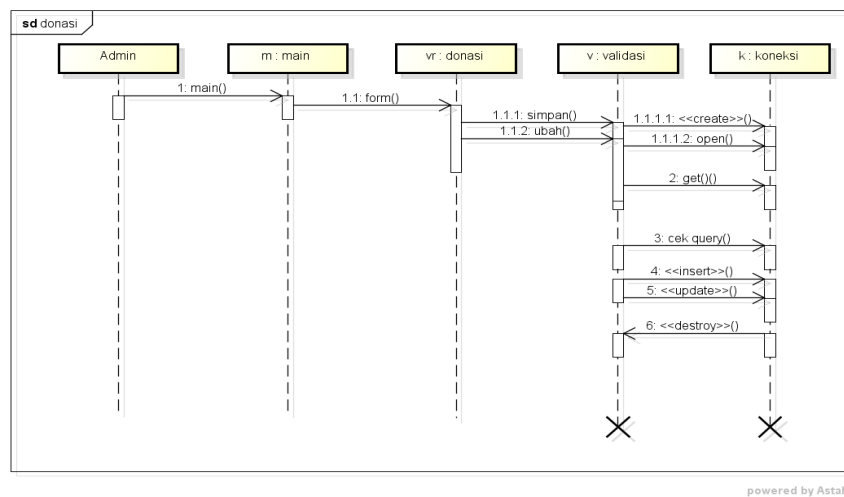 sd donasi
Admin
m : main
vr : donasi
v : validasi
k : koneksi
1: main()
1.1: form()
1.1.1: simpan()
1.1.1.1: <<create>>()
1.1.2: ubah()
1.1.1.2: open()
2: get()()
3: cek query()
4: <<insert>>()
5: <<update>>()
6: <<destroy>>()
powered by Astah